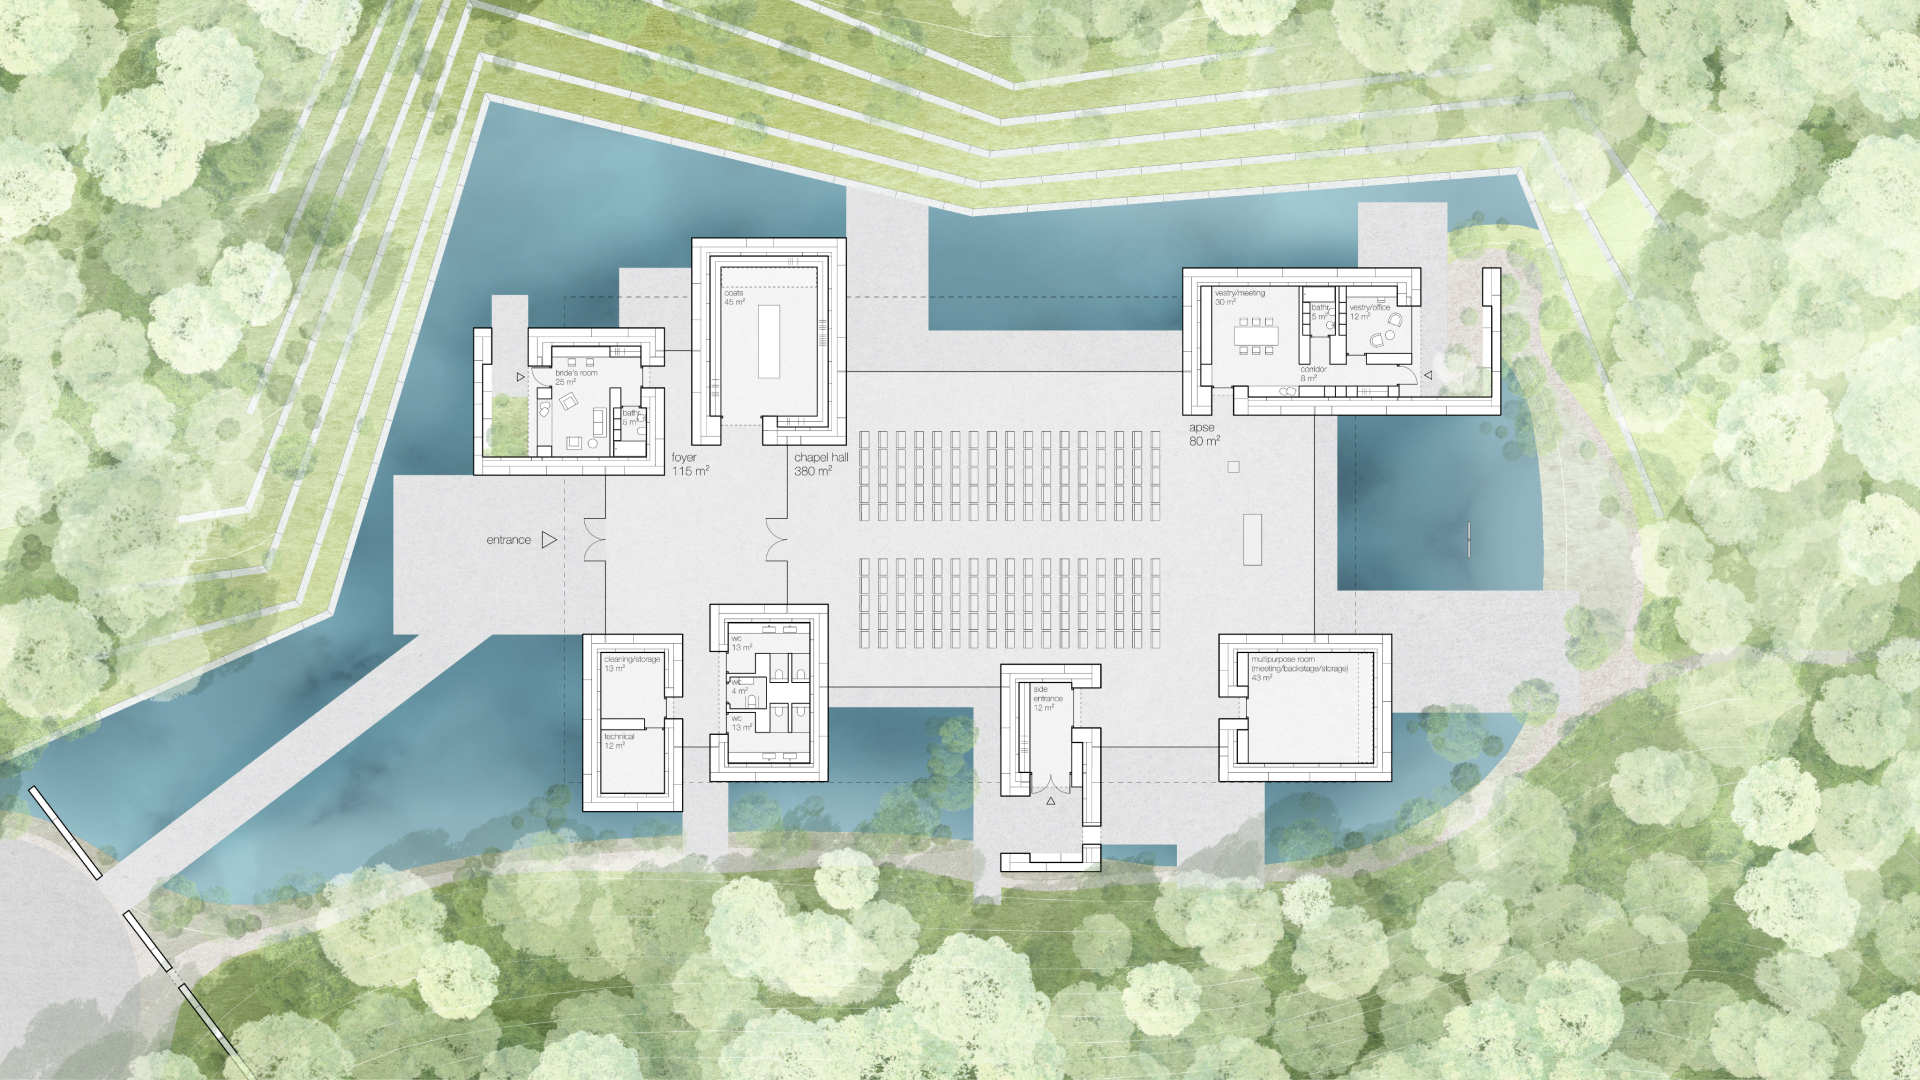 coats
45 m²
vestry/meeting
30 m²
bathr.
5 m²
vestry/office
12 m²
corridor
8 m²
bride's room
25 m²
bathr.
5 m²
foyer
115 m²
chapel hall
380 m²
apse
80 m²
entrance
wc
13 m²
wc
4 m²
wc
13 m²
cleaning/storage
13 m²
technical
12 m²
side
entrance
12 m²
multipurpose room
(meeting/backstage/storage)
43 m²